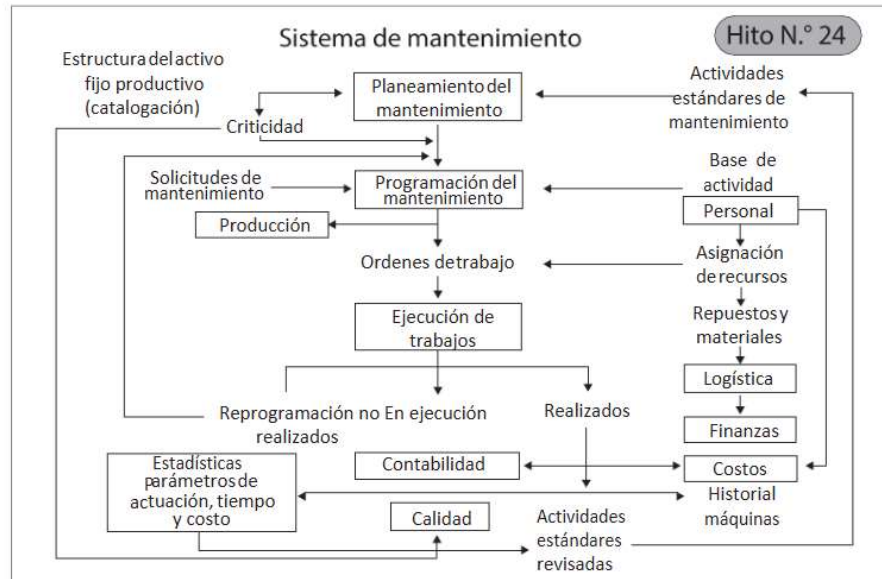 Sistema de mantenimiento
Hito N.° 24
Estructura del activo
fijo productivo
(catalogación)
Criticidad
Planeamiento del
mantenimiento
Actividades
estándares de
mantenimiento
Solicitudes de
mantenimiento
Programación del
mantenimiento
Base de
actividad
Personal
Producción
Ordenes detrabajo
Asignación
de recursos
Ejecución de
trabajos
Repuestos y
materiales
Logística
Finanzas
Reprogramación no En ejecución
realizados
Realizados
Estadísticas
parámetros de
actuación, tiempo
y costo
Contabilidad
Costos
Historial
máquinas
Calidad
Actividades
estándares
revisadas